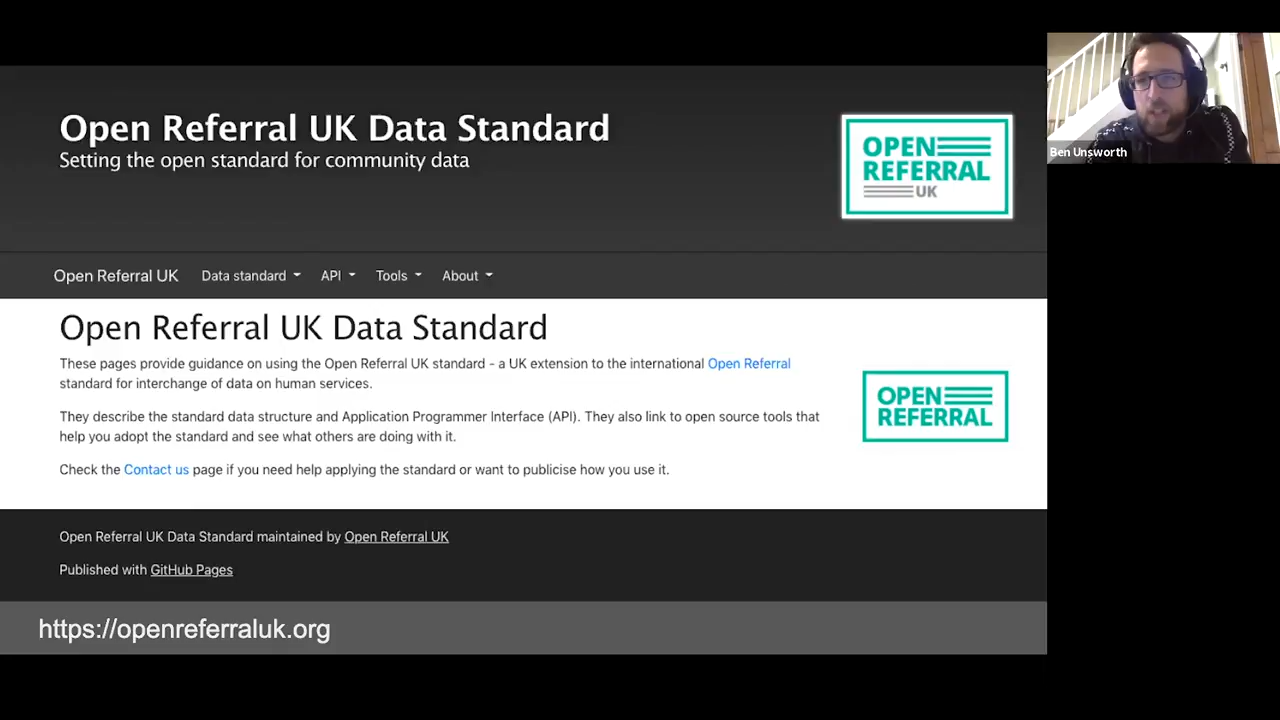 Open Referral UK Data Standard
Setting the open standard for community data
OPEN
REFERRAL
UK
Ben Unsworth
Open Referral UK Data standard API Tools About
Open Referral UK Data Standard
These pages provide guidance on using the Open Referral UK standard - a UK extension to the international Open Referral
standard for interchange of data on human services.
They describe the standard data structure and Application Programmer Interface (API). They also link to open source tools that
help you adopt the standard and see what others are doing with it.
Check the Contact us page if you need help applying the standard or want to publicise how you use it.
OPEN
REFERRAL
Open Referral UK Data Standard maintained by Open Referral UK
Published with GitHub Pages
https://openreferraluk.org